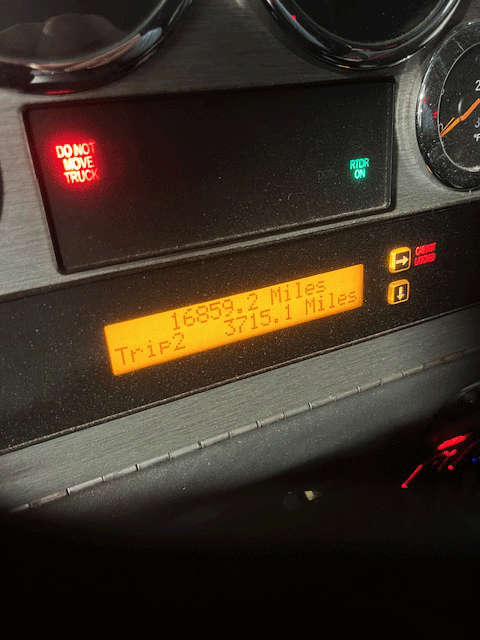 DO NOT
MOVE
TRUCK
RTDR
ON
16859.2 Miles
Trip2 3715.1 Miles